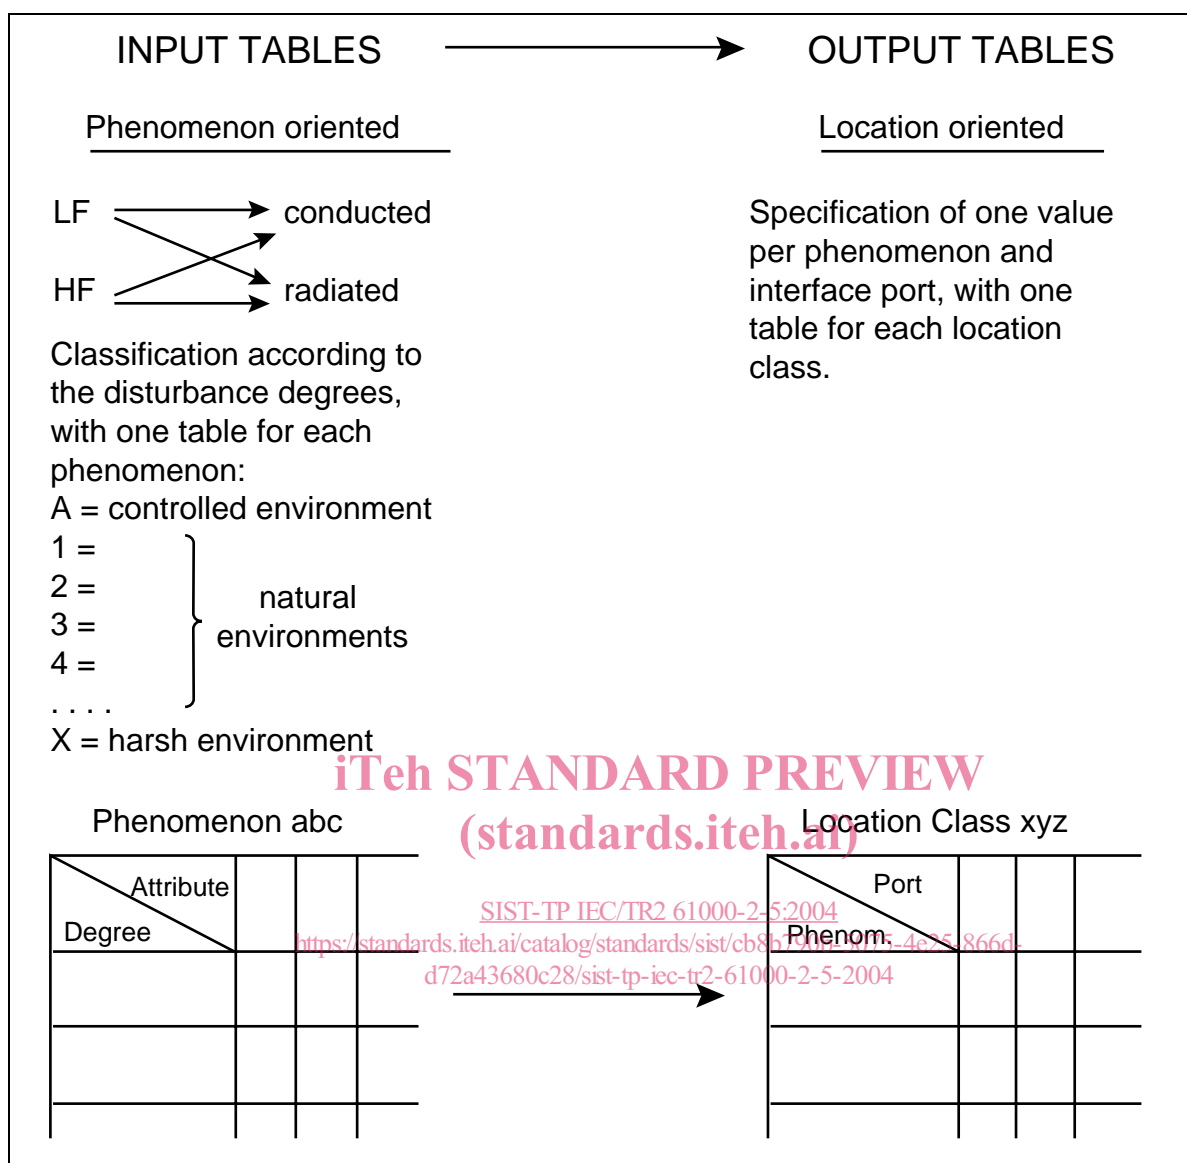 INPUT TABLES
OUTPUT TABLES
Phenomenon oriented
Location oriented
LF
conducted
HF
radiated
Specification of one value
per phenomenon and
interface port, with one
table for each location
class.
Classification according to
the disturbance degrees,
with one table for each
phenomenon:
A = controlled environment
1 =
2 =
3 =
4 =
. . . .
natural
environments
X = harsh environment
iTeh STANDARD PREVIEW
(standards.iteh.ai)
Phenomenon abc
Location Class xyz
Attribute
Degree
Port
Phenom.
SIST-TP IEC/TR2 61000-2-5:2004
d72a43680c28/sist-tp-iec-tr2-61000-2-5-2004